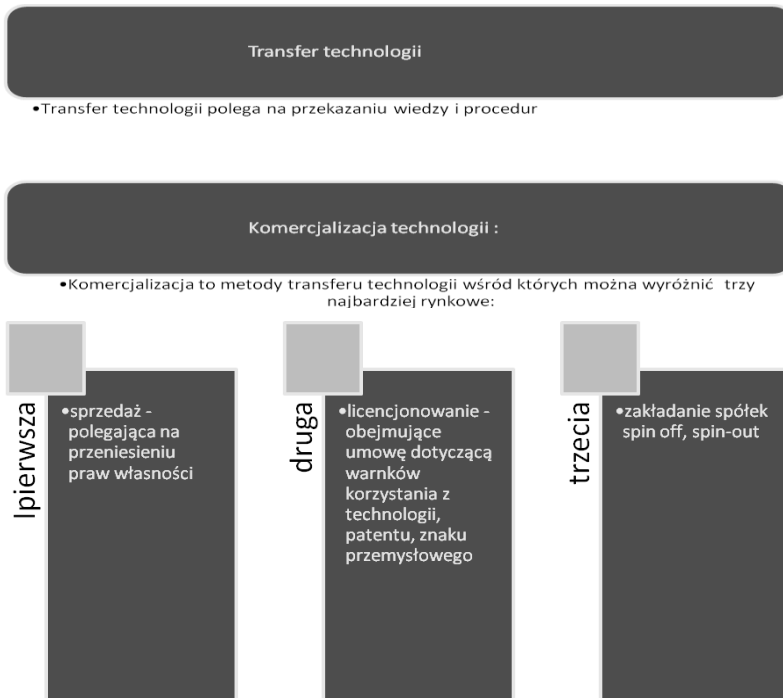 Transfer technologii
•Transfer technologii polega na przekazaniu wiedzy i procedur
Komercjalizacja technologii :
•Komercjalizacja to metody transferu technologii wśród których można wyróżnić trzy
najbardziej rynkowe:
lpierwsza
•sprzedaż -
polegająca na
przeniesieniu
praw własności
druga
•licencjonowanie -
obejmujące
umowę dotyczącą
warnków
korzystania z
technologii,
patentu, znaku
przemysłowego
trzecia
•zakładanie spółek
spin off, spin-out